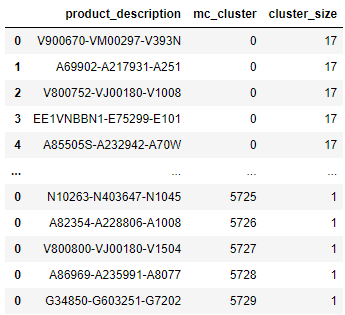 product_description mc_cluster cluster_size
0 V900670-VM00297-V393N 0 17
1 A69902-A217931-A251 0 17
2 V800752-VJ00180-V1008 0 17
3 EE1VNBBN1-E75299-E101 0 17
4 A85505S-A232942-A70W 0 17
... ... ... ...
0 N10263-N403647-N1045 5725 1
0 A82354-A228806-A1008 5726 1
0 V800800-VJ00180-V1504 5727 1
0 A86969-A235991-A8077 5728 1
0 G34850-G603251-G7202 5729 1